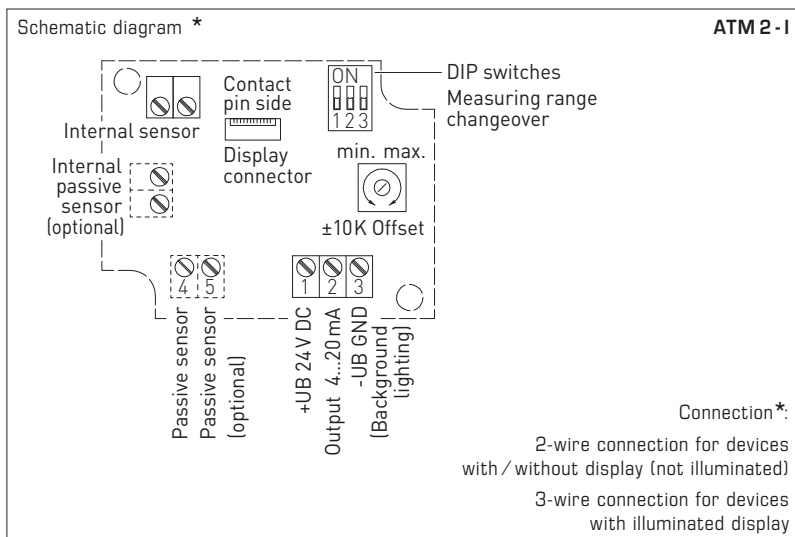 Schematic diagram *
ATM 2 - I
ON
1 2 3
DIP switches
Measuring range
changeover
Contact
pin side
Internal sensor
Display
connector
min. max.
±10K Offset
Internal
passive
sensor
(optional)
4 5
1 2 3
Passive sensor
Passive sensor
(optional)
+UB 24V DC
Output 4...20mA
-UB GND
(Background
lighting)
Connection*:
2-wire connection for devices
with / without display (not illuminated)
3-wire connection for devices
with illuminated display